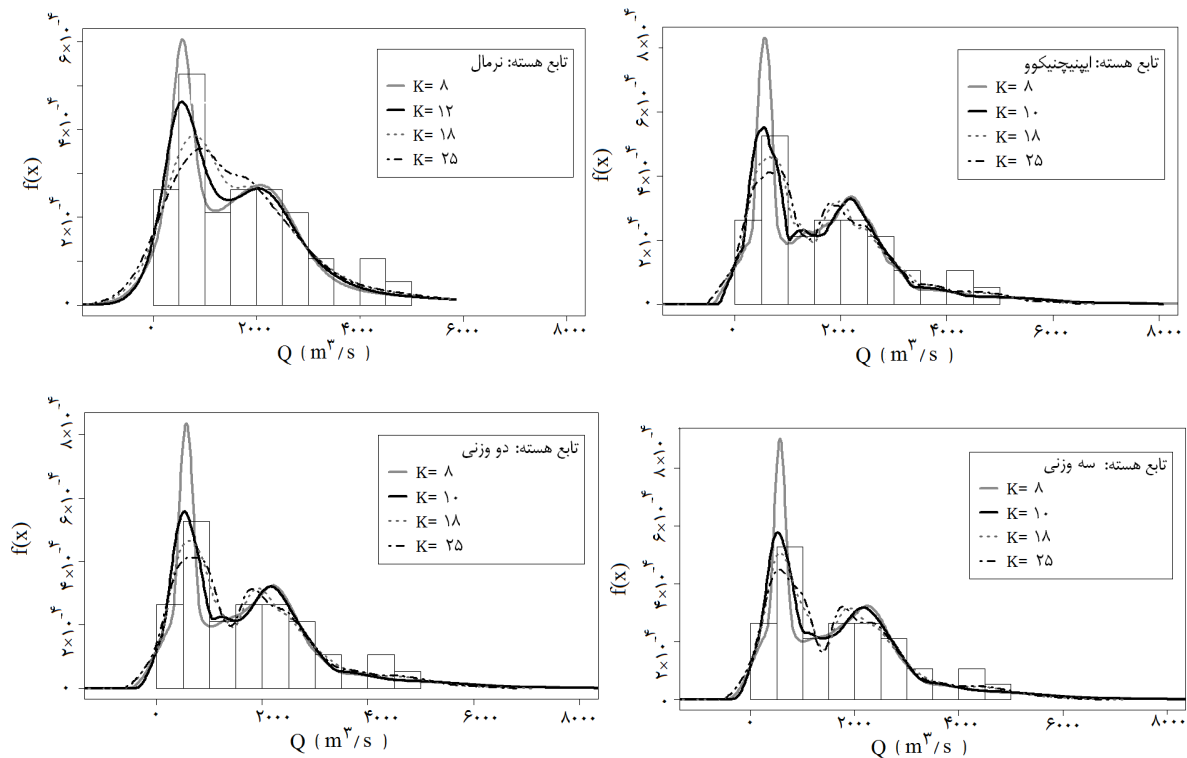 تابع هسته: نرمال
K= ۸
K= ۱۲
K= ۱۸
K= ۲۵
f(x)
۶×۱۰⁻۴
۴×۱۰⁻۴
۲×۱۰⁻۴
۰
۰
۲۰۰۰
۴۰۰۰
۶۰۰۰
۸۰۰۰
Q ( m³/s )
تابع هسته: ایپنیچنیکوو
K= ۸
K= ۱۰
K= ۱۸
K= ۲۵
f(x)
۸×۱۰⁻۴
۶×۱۰⁻۴
۴×۱۰⁻۴
۲×۱۰⁻۴
۰
۰
۲۰۰۰
۴۰۰۰
۶۰۰۰
۸۰۰۰
Q ( m³/s )
تابع هسته: دو وزنی
K= ۸
K= ۱۰
K= ۱۸
K= ۲۵
f(x)
۸×۱۰⁻۴
۶×۱۰⁻۴
۴×۱۰⁻۴
۲×۱۰⁻۴
۰
۰
۲۰۰۰
۴۰۰۰
۶۰۰۰
۸۰۰۰
Q ( m³/s )
تابع هسته: سه وزنی
K= ۸
K= ۱۰
K= ۱۸
K= ۲۵
f(x)
۸×۱۰⁻۴
۶×۱۰⁻۴
۴×۱۰⁻۴
۲×۱۰⁻۴
۰
۰
۲۰۰۰
۴۰۰۰
۶۰۰۰
۸۰۰۰
Q ( m³/s )